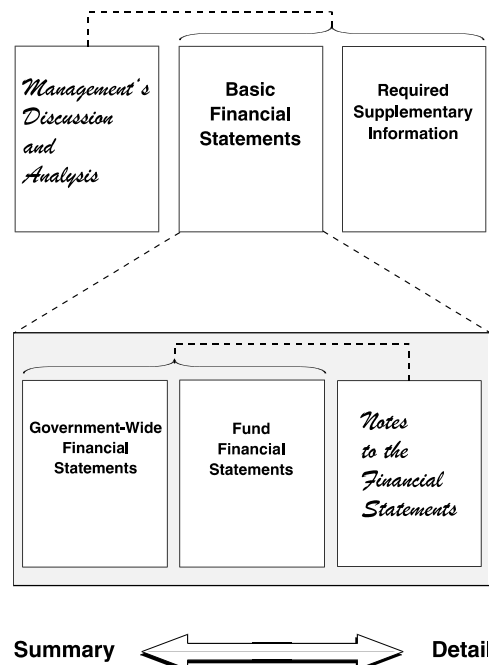 Management's
Discussion
and
Analysis
Basic
Financial
Statements
Required
Supplementary
Information
Government-Wide
Financial
Statements
Fund
Financial
Statements
Notes
to the
Financial
Statements
Summary
Detail